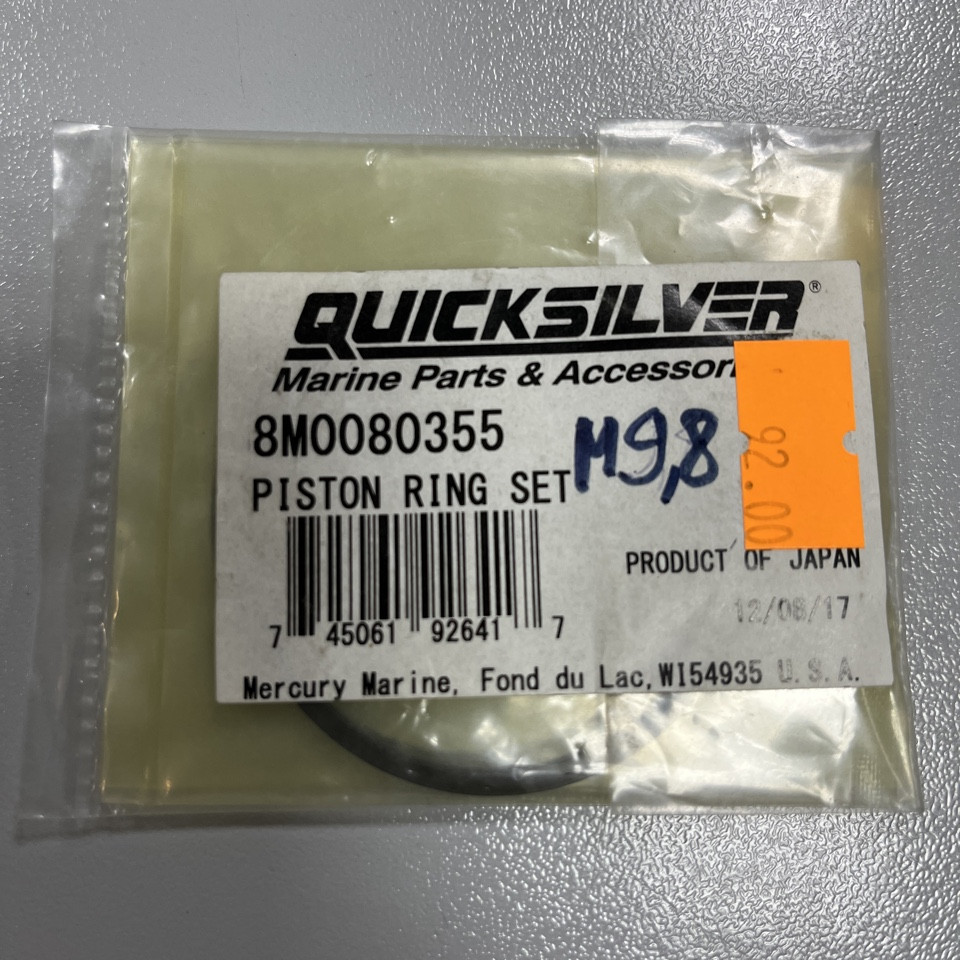 QUICKSILVER®
Marine Parts & Accessori
8M0080355
M9,8
92.00
PISTON RING SET
PRODUCT OF JAPAN
12/08/17
7 45061 92641 7
Mercury Marine, Fond du Lac, WI54935 U.S.A.